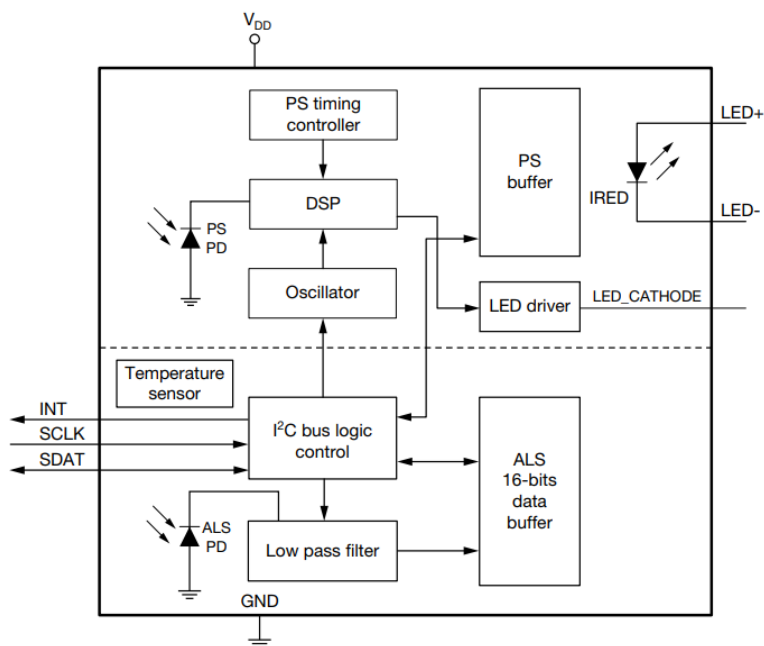 V_DD
PS timing
controller
PS
buffer
LED+
IRED
LED-
DSP
PS
PD
Oscillator
LED driver
LED_CATHODE
Temperature
sensor
INT
SCLK
SDAT
I²C bus logic
control
ALS
16-bits
data
buffer
ALS
PD
Low pass filter
GND